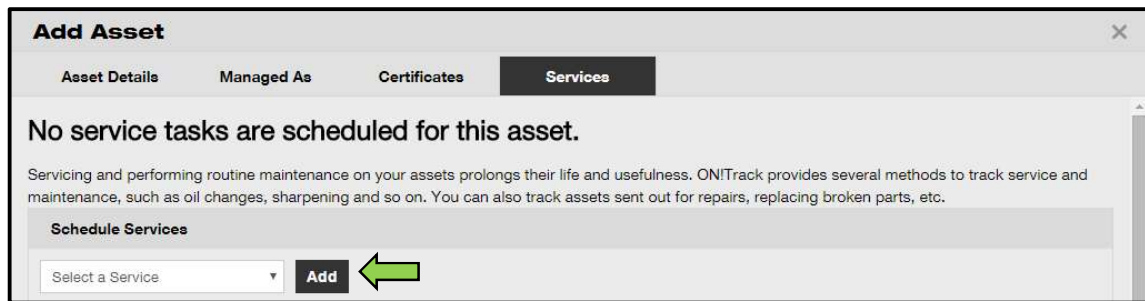 Add Asset
Asset Details Managed As Certificates Services
No service tasks are scheduled for this asset.
Servicing and performing routine maintenance on your assets prolongs their life and usefulness. ON!Track provides several methods to track service and
maintenance, such as oil changes, sharpening and so on. You can also track assets sent out for repairs, replacing broken parts, etc.
Schedule Services
Select a Service Add